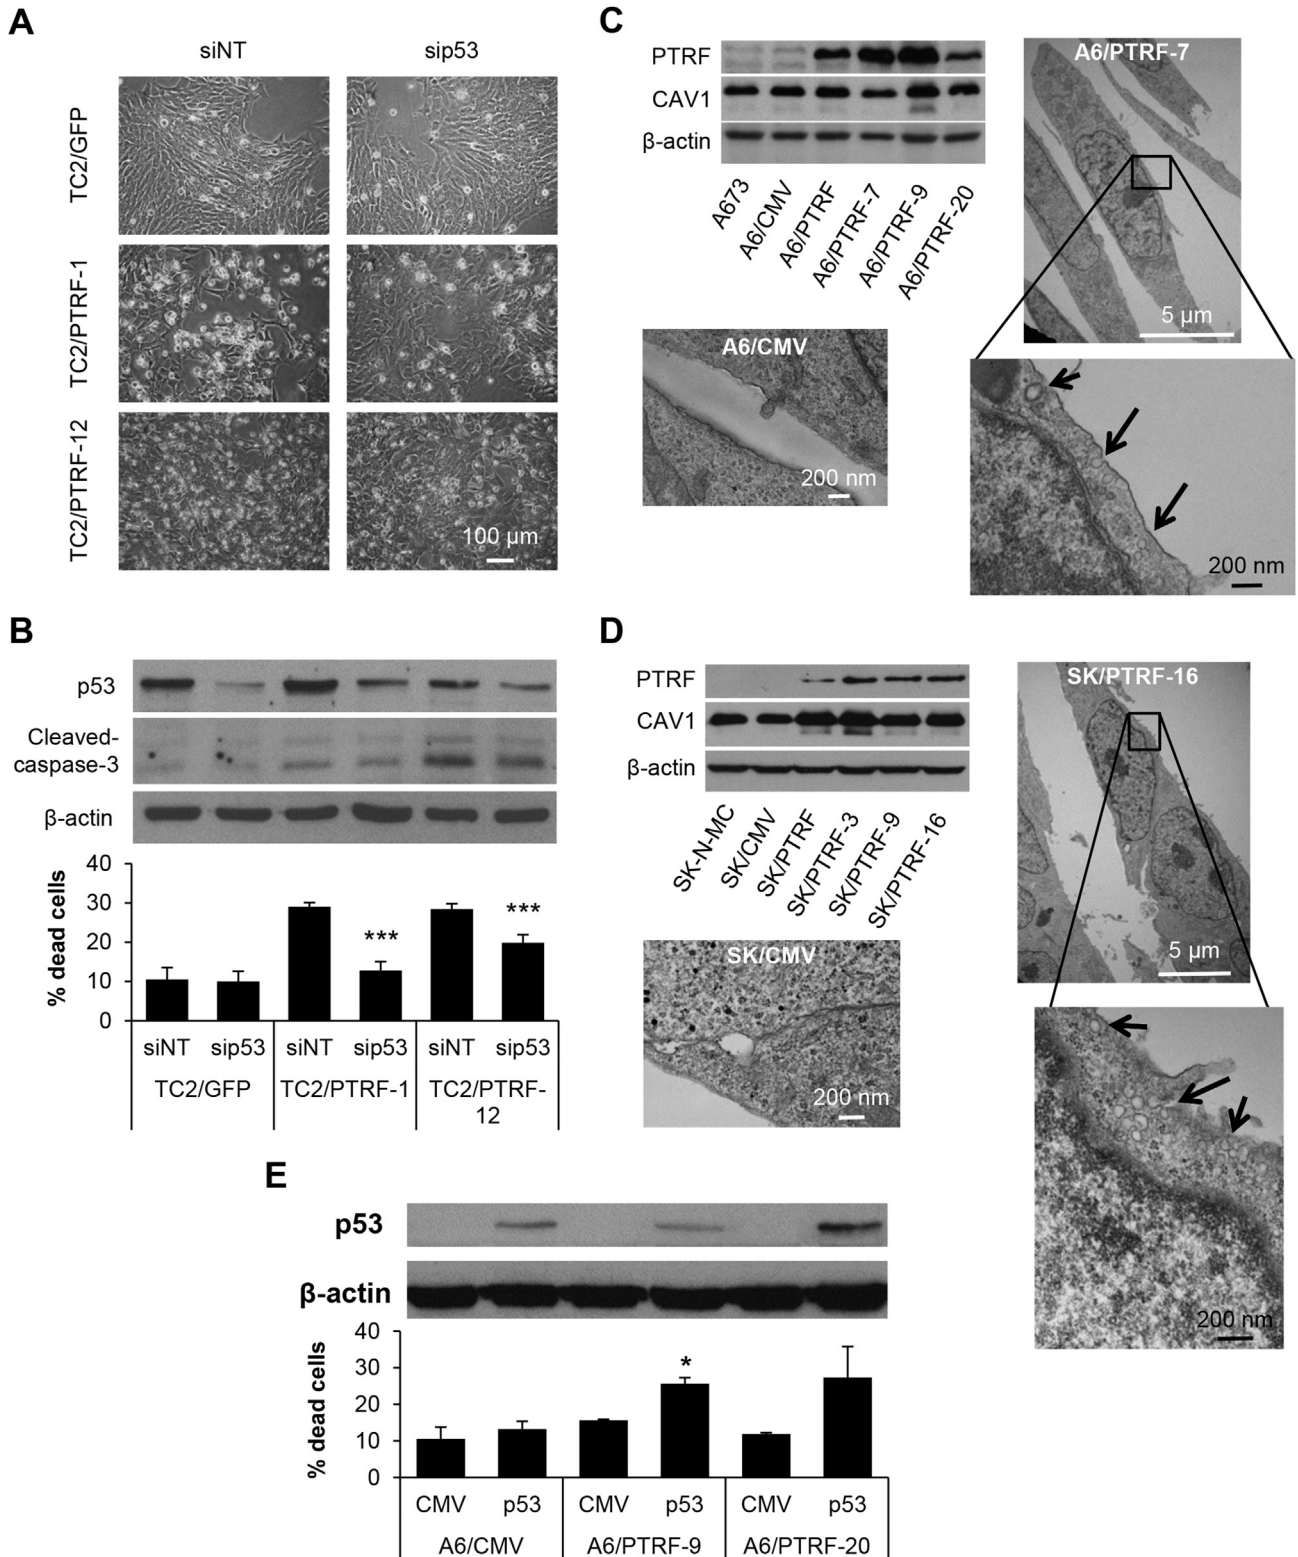 A
siNT sip53
TC2/GFP
TC2/PTRF-1
TC2/PTRF-12
100 µm
B
p53
Cleaved-
caspase-3
β-actin
% dead cells
40
30
20
10
0
***
***
siNT sip53 siNT sip53 siNT sip53
TC2/GFP TC2/PTRF-1 TC2/PTRF-
12
C
PTRF
CAV1
β-actin
A673
A6/CMV
A6/PTRF
A6/PTRF-7
A6/PTRF-9
A6/PTRF-20
A6/CMV
200 nm
A6/PTRF-7
5 µm
200 nm
D
PTRF
CAV1
β-actin
SK-N-MC
SK/CMV
SK/PTRF
SK/PTRF-3
SK/PTRF-9
SK/PTRF-16
SK/CMV
200 nm
SK/PTRF-16
5 µm
200 nm
E
p53
β-actin
% dead cells
40
30
20
10
0
*
CMV p53 CMV p53 CMV p53
A6/CMV A6/PTRF-9 A6/PTRF-20